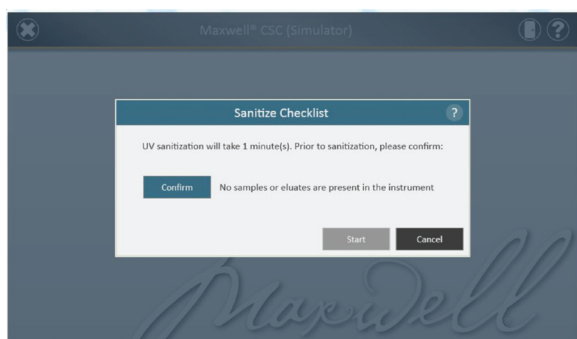 Maxwell® CSC (Simulator)
?
Sanitize Checklist
?
UV sanitization will take 1 minute(s). Prior to sanitization, please confirm:
Confirm No samples or eluates are present in the instrument
Start Cancel
Maxwell